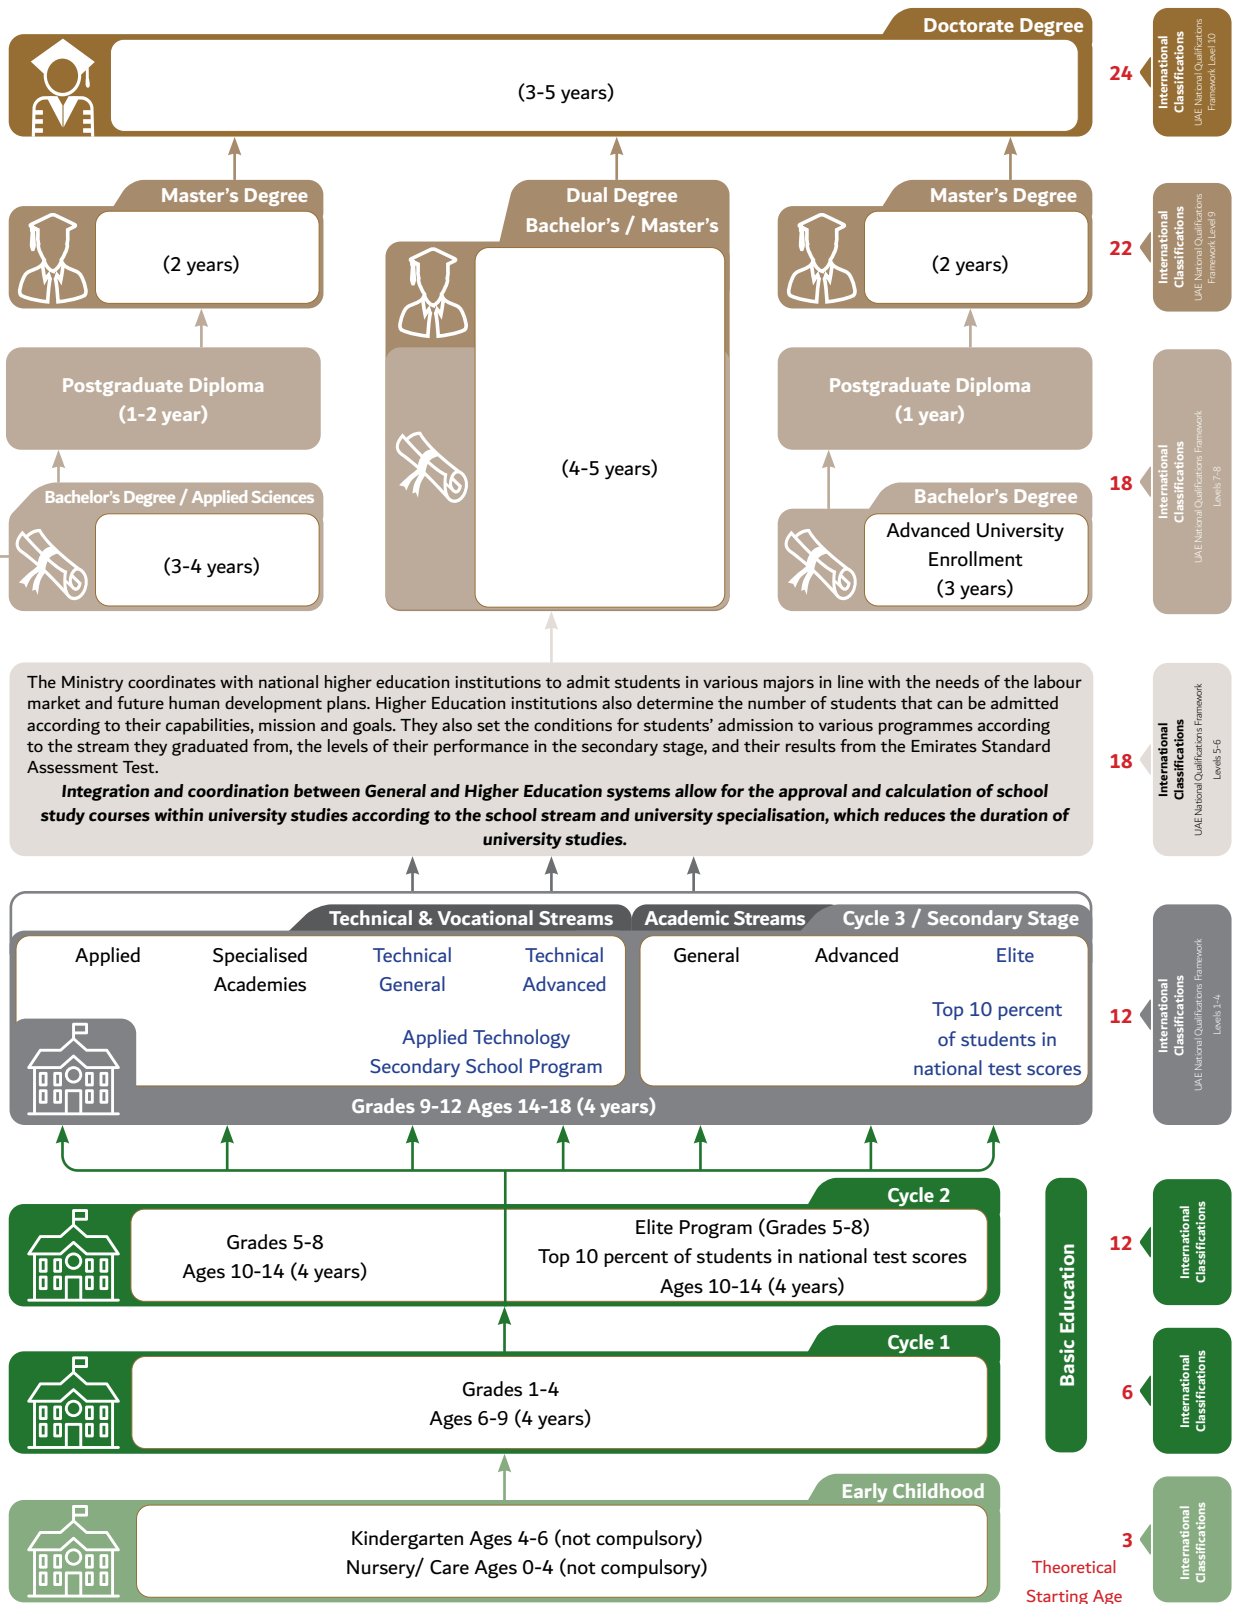 Doctorate Degree
(3-5 years)
24
International
Classifications
UAE National Qualifications
Framework Level 10
Master's Degree
(2 years)
Dual Degree
Bachelor's / Master's
(4-5 years)
Master's Degree
(2 years)
22
International
Classifications
UAE National Qualifications
Framework Level 9
Postgraduate Diploma
(1-2 year)
Postgraduate Diploma
(1 year)
Bachelor's Degree / Applied Sciences
(3-4 years)
Bachelor's Degree
Advanced University
Enrollment
(3 years)
18
International
Classifications
UAE National Qualifications Framework
Levels 7-8
The Ministry coordinates with national higher education institutions to admit students in various majors in line with the needs of the labour
market and future human development plans. Higher Education institutions also determine the number of students that can be admitted
according to their capabilities, mission and goals. They also set the conditions for students' admission to various programmes according
to the stream they graduated from, the levels of their performance in the secondary stage, and their results from the Emirates Standard
Assessment Test.
Integration and coordination between General and Higher Education systems allow for the approval and calculation of school
study courses within university studies according to the school stream and university specialisation, which reduces the duration of
university studies.
18
International
Classifications
UAE National Qualifications Framework
Levels 5-6
Technical & Vocational Streams
Academic Streams
Cycle 3 / Secondary Stage
Applied
Specialised
Academies
Technical
General
Technical
Advanced
Applied Technology
Secondary School Program
General
Advanced
Elite
Top 10 percent
of students in
national test scores
Grades 9-12 Ages 14-18 (4 years)
12
International
Classifications
UAE National Qualifications Framework
Levels 1-4
Cycle 2
Grades 5-8
Ages 10-14 (4 years)
Elite Program (Grades 5-8)
Top 10 percent of students in national test scores
Ages 10-14 (4 years)
Basic Education
12
International
Classifications
Cycle 1
Grades 1-4
Ages 6-9 (4 years)
6
International
Classifications
Early Childhood
Kindergarten Ages 4-6 (not compulsory)
Nursery/ Care Ages 0-4 (not compulsory)
3
Theoretical
Starting Age
International
Classifications